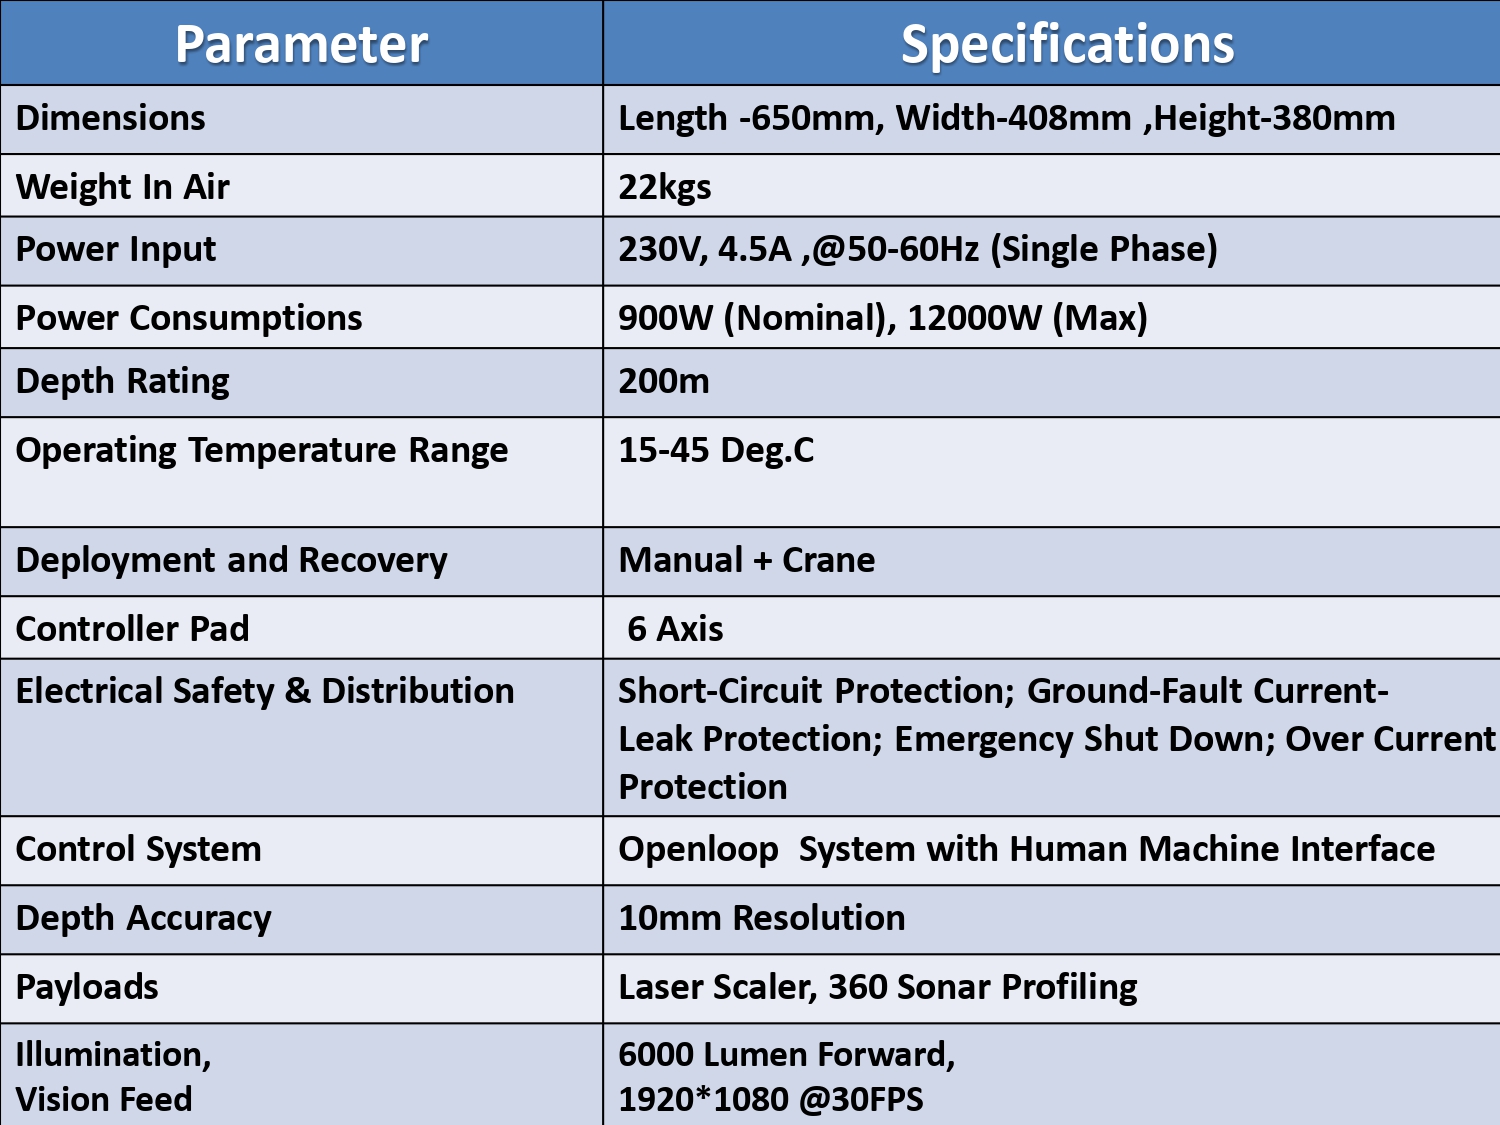 Parameter
Specifications
Dimensions
Length -650mm, Width-408mm ,Height-380mm
Weight In Air
22kgs
Power Input
230V, 4.5A ,@50-60Hz (Single Phase)
Power Consumptions
900W (Nominal), 12000W (Max)
Depth Rating
200m
Operating Temperature Range
15-45 Deg.C
Deployment and Recovery
Manual + Crane
Controller Pad
6 Axis
Electrical Safety & Distribution
Short-Circuit Protection; Ground-Fault Current-
Leak Protection; Emergency Shut Down; Over Current
Protection
Control System
Openloop  System with Human Machine Interface
Depth Accuracy
10mm Resolution
Payloads
Laser Scaler, 360 Sonar Profiling
Illumination,
Vision Feed
6000 Lumen Forward,
1920*1080 @30FPS